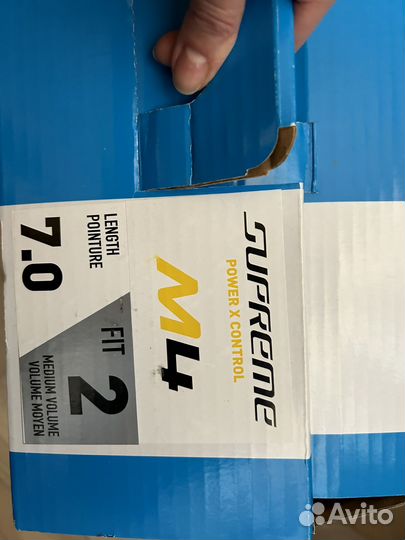 SUPREME
POWER X CONTROL
M4
LENGTH
POINTURE
7.0
FIT
2
MEDIUM VOLUME
VOLUME MOYEN
Avito